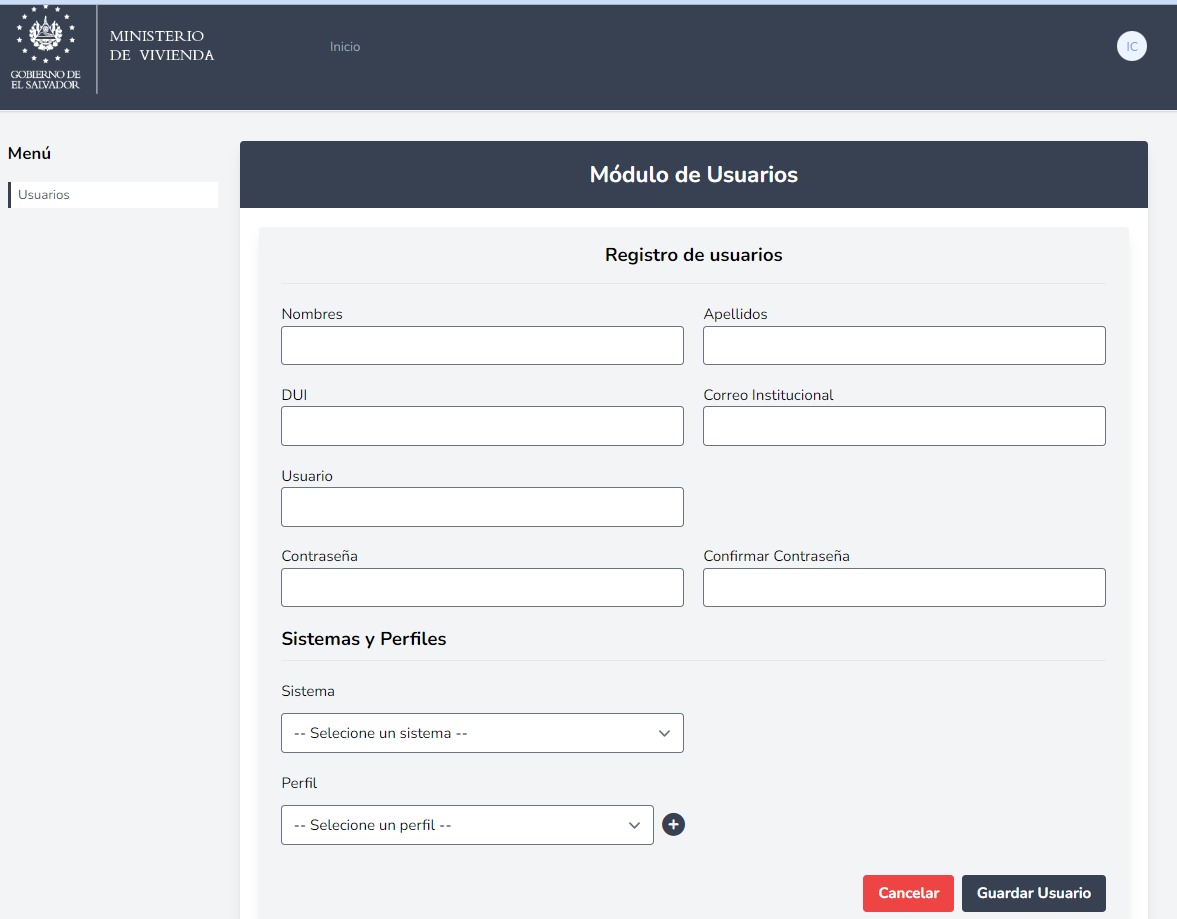 MINISTERIO
DE VIVIENDA
GOBIERNO DE
EL SALVADOR
Inicio
IC
Menú
Usuarios
Módulo de Usuarios
Registro de usuarios
Nombres
Apellidos
DUI
Correo Institucional
Usuario
Contraseña
Confirmar Contraseña
Sistemas y Perfiles
Sistema
-- Selecione un sistema --
Perfil
-- Selecione un perfil --
Cancelar
Guardar Usuario